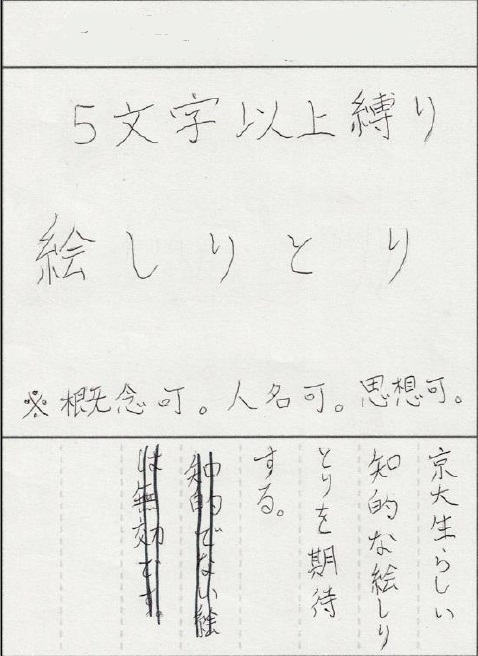 5文字以上縛り
絵しりとり
※概念可。人名可。思想可。
京大生らしい
知的な絵しり
とりを期待
する。
知的でない絵
は無効です。